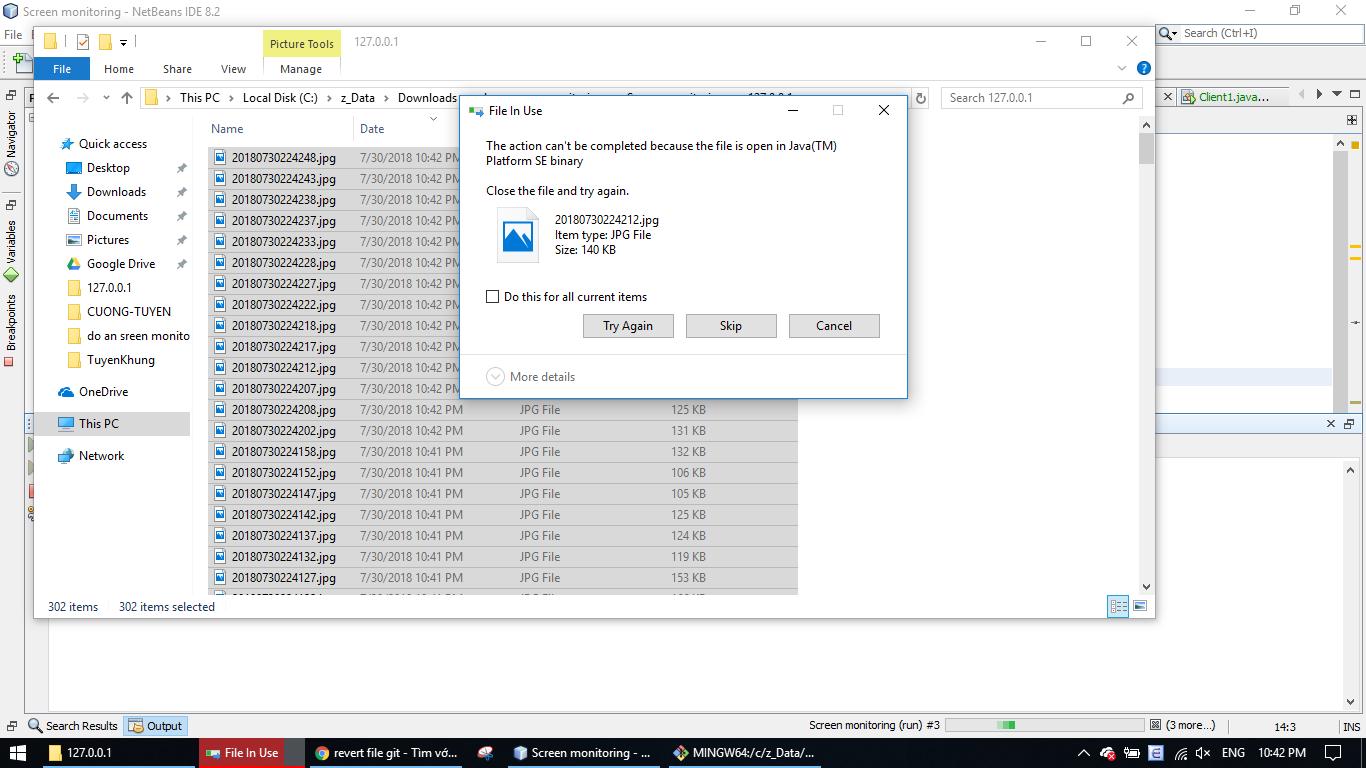 Screen monitoring - NetBeans IDE 8.2
File
Search (Ctrl+I)
Picture Tools
127.0.0.1
File
Home
Share
View
Manage
This PC
Local Disk (C:)
z_Data
Downloads
Search 127.0.0.1
Client1.java...
Navigator
Variables
Breakpoints
Quick access
Desktop
Downloads
Documents
Pictures
Google Drive
127.0.0.1
CUONG-TUYEN
do an sreen monito
TuyenKhung
OneDrive
This PC
Network
Name Date
20180730224248.jpg 7/30/2018 10:42 PM
20180730224243.jpg 7/30/2018 10:42 PM
20180730224238.jpg 7/30/2018 10:42 PM
20180730224237.jpg 7/30/2018 10:42 PM
20180730224233.jpg 7/30/2018 10:42 PM
20180730224228.jpg 7/30/2018 10:42 PM
20180730224227.jpg 7/30/2018 10:42 PM
20180730224222.jpg 7/30/2018 10:42 PM
20180730224218.jpg 7/30/2018 10:42 PM
20180730224217.jpg 7/30/2018 10:42 PM
20180730224212.jpg 7/30/2018 10:42 PM
20180730224207.jpg 7/30/2018 10:42 PM
20180730224208.jpg 7/30/2018 10:42 PM JPG File 125 KB
20180730224202.jpg 7/30/2018 10:42 PM JPG File 131 KB
20180730224158.jpg 7/30/2018 10:41 PM JPG File 132 KB
20180730224152.jpg 7/30/2018 10:41 PM JPG File 106 KB
20180730224147.jpg 7/30/2018 10:41 PM JPG File 105 KB
20180730224142.jpg 7/30/2018 10:41 PM JPG File 125 KB
20180730224137.jpg 7/30/2018 10:41 PM JPG File 124 KB
20180730224132.jpg 7/30/2018 10:41 PM JPG File 119 KB
20180730224127.jpg 7/30/2018 10:41 PM JPG File 153 KB
File In Use
The action can't be completed because the file is open in Java(TM)
Platform SE binary
Close the file and try again.
20180730224212.jpg
Item type: JPG File
Size: 140 KB
Do this for all current items
Try Again
Skip
Cancel
More details
302 items
302 items selected
Search Results
Output
Screen monitoring (run) #3
(3 more...)
14:3
INS
127.0.0.1
File In Use
revert file git - Tìm vớ...
Screen monitoring - ...
MINGW64:/c/z_Data/...
ENG
10:42 PM